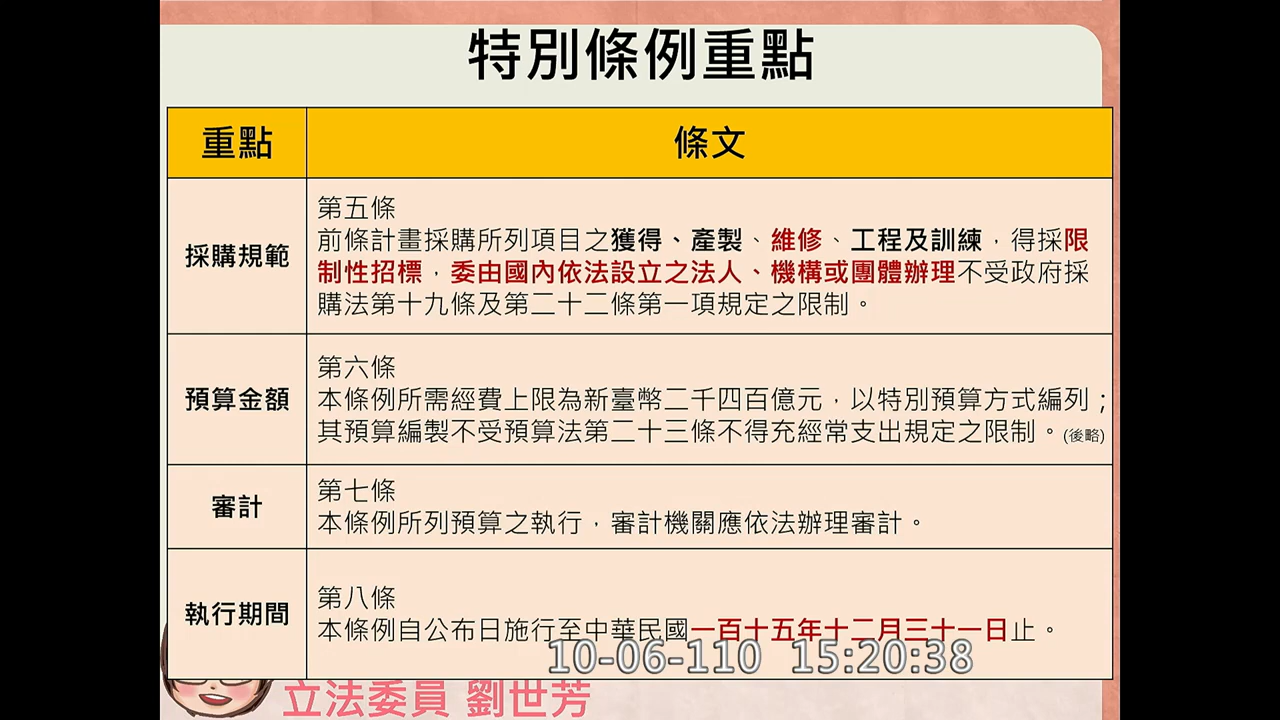 特別條例重點
重點
條文
採購規範
第五條
前條計畫採購所列項目之獲得、產製、維修、工程及訓練，得採限
制性招標，委由國內依法設立之法人、機構或團體辦理不受政府採
購法第十九條及第二十二條第一項規定之限制。
預算金額
第六條
本條例所需經費上限為新臺幣二千四百億元，以特別預算方式編列；
其預算編製不受預算法第二十三條不得充經常支出規定之限制。(後略)
審計
第七條
本條例所列預算之執行，審計機關應依法辦理審計。
執行期間
第八條
本條例自公布日施行至中華民國一百十五年十二月三十一日止。
10-06-110 15:20:38
立法委員 劉世芳